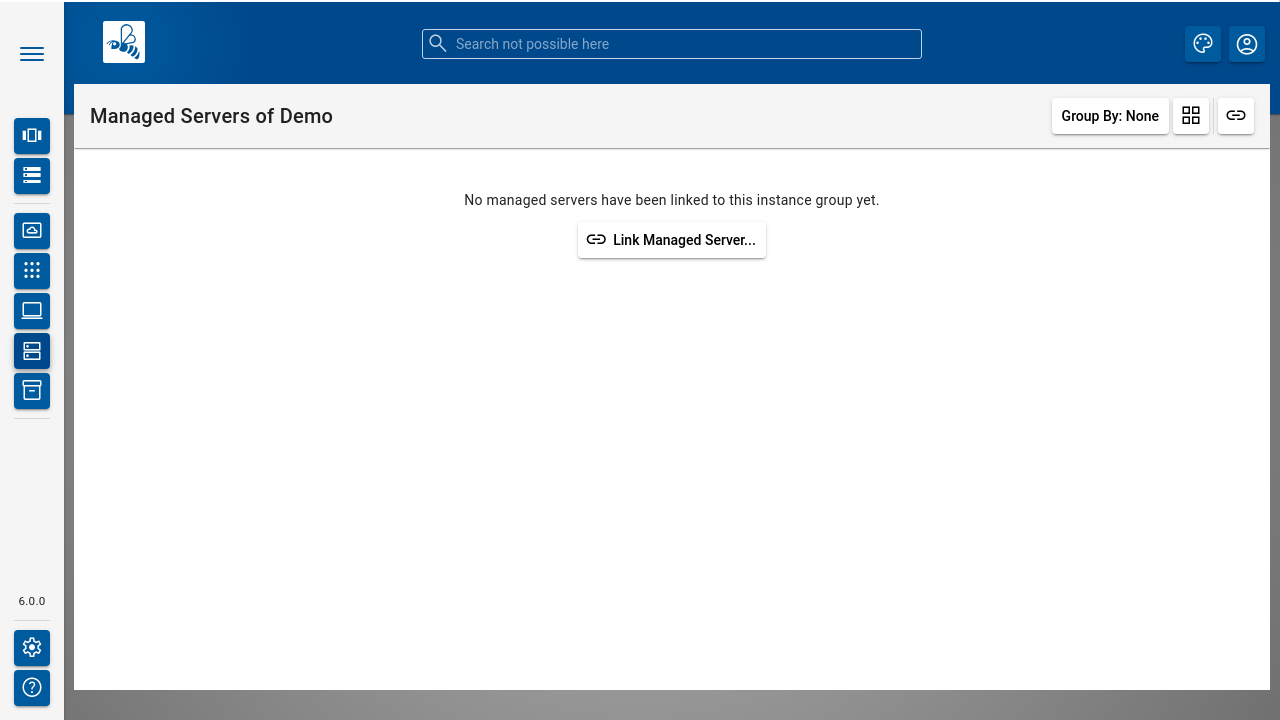 Search not possible here
Managed Servers of Demo
Group By: None
No managed servers have been linked to this instance group yet.
Link Managed Server...
6.0.0